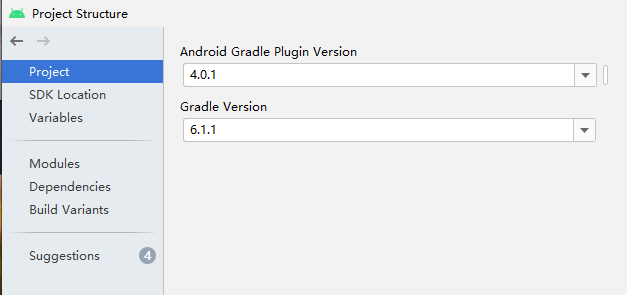 Project Structure
Project
SDK Location
Variables
Modules
Dependencies
Build Variants
Suggestions 4
Android Gradle Plugin Version
4.0.1
Gradle Version
6.1.1